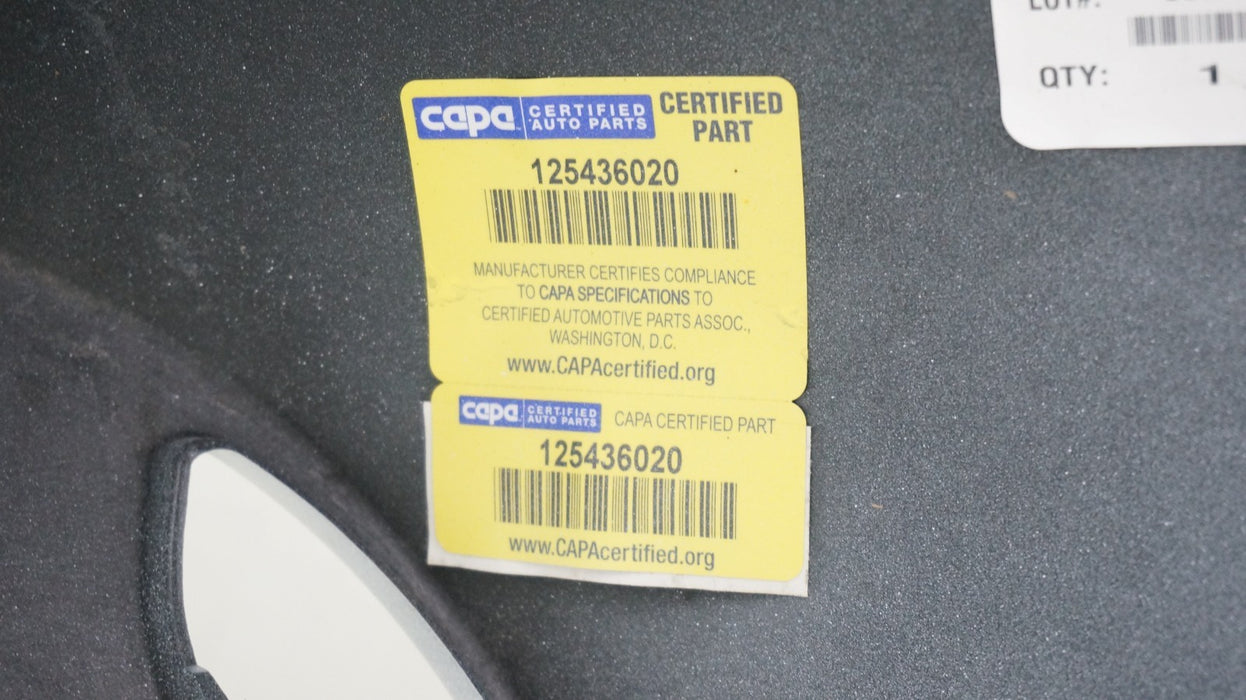 capa CERTIFIED AUTO PARTS CERTIFIED PART
125436020
MANUFACTURER CERTIFIES COMPLIANCE
TO CAPA SPECIFICATIONS TO
CERTIFIED AUTOMOTIVE PARTS ASSOC.,
WASHINGTON, D.C.
www.CAPAcertified.org
capa CERTIFIED AUTO PARTS CAPA CERTIFIED PART
125436020
www.CAPAcertified.org
LOT#:
QTY: 1